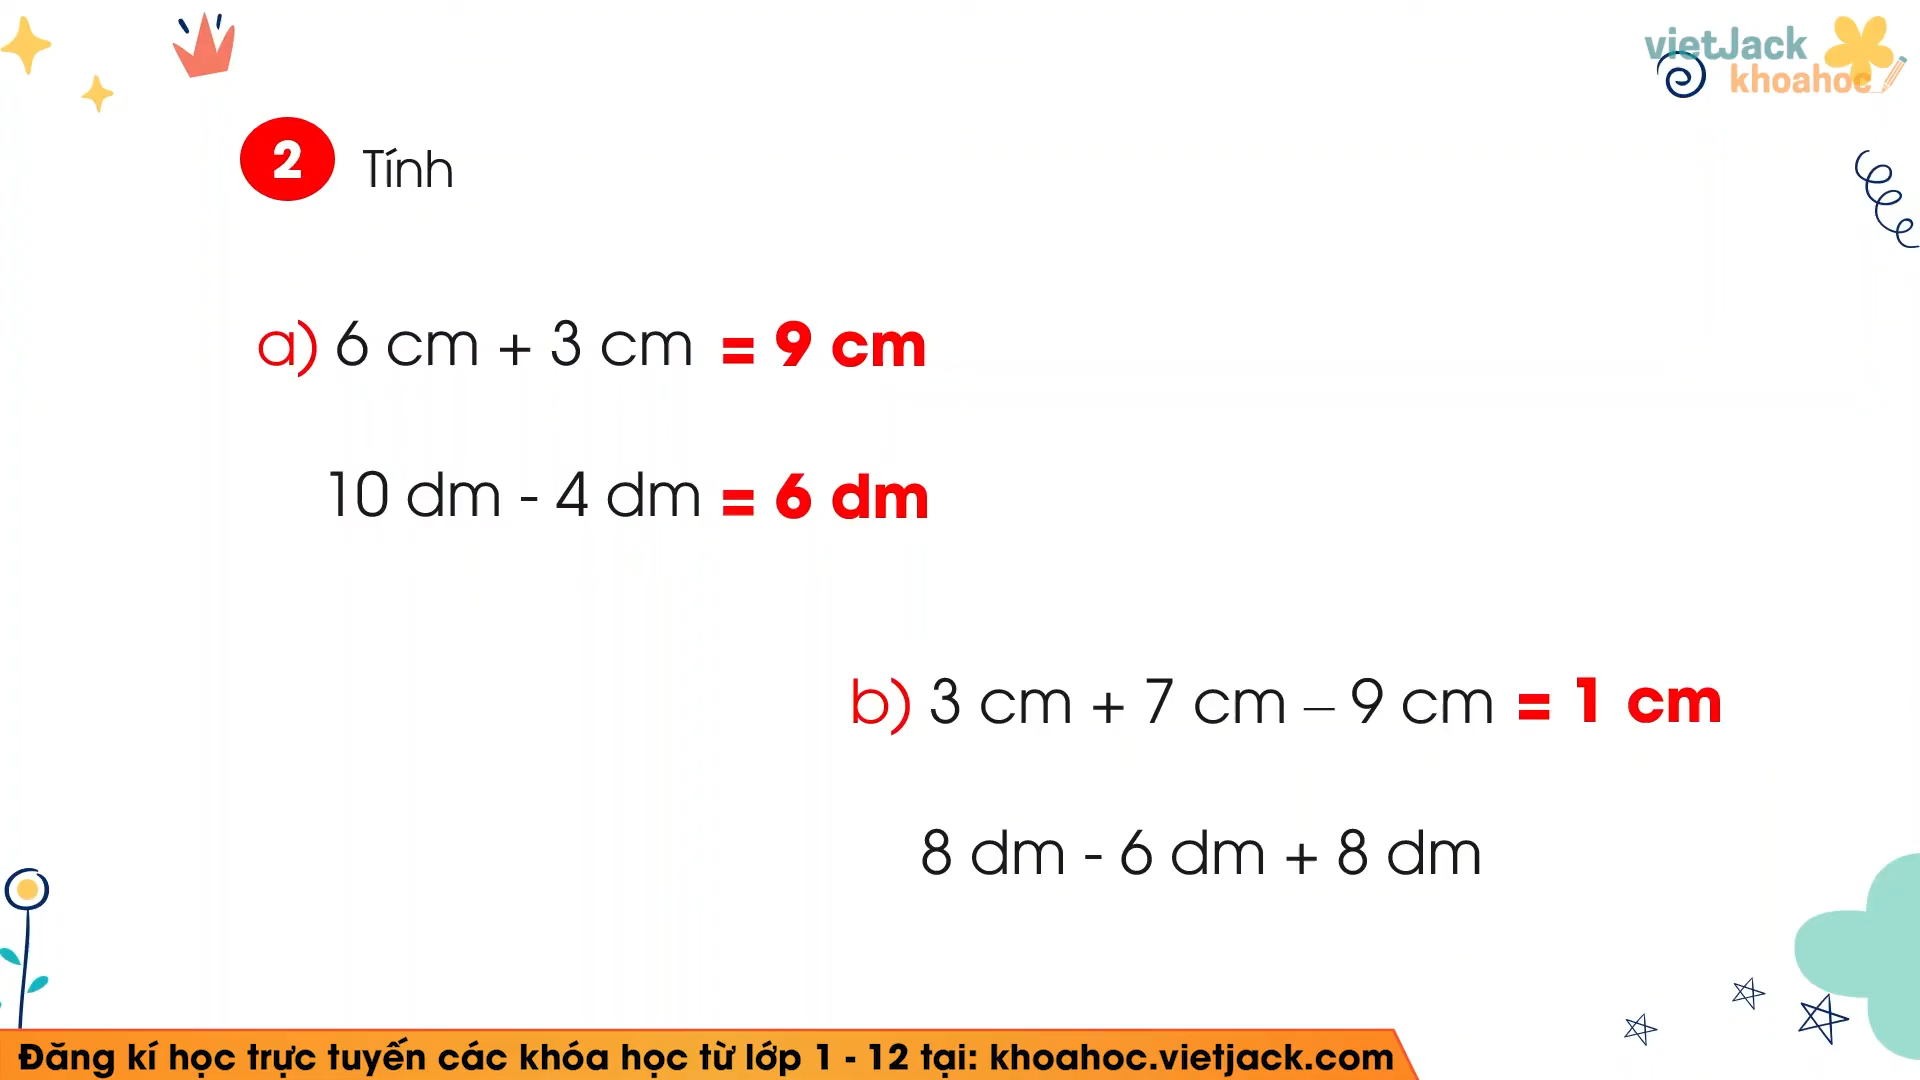 vietJack
khoahoc
2 Tính
a) 6 cm + 3 cm = 9 cm
10 dm - 4 dm = 6 dm
b) 3 cm + 7 cm – 9 cm = 1 cm
8 dm - 6 dm + 8 dm
Đăng kí học trực tuyến các khóa học từ lớp 1 - 12 tại: khoahoc.vietjack.com